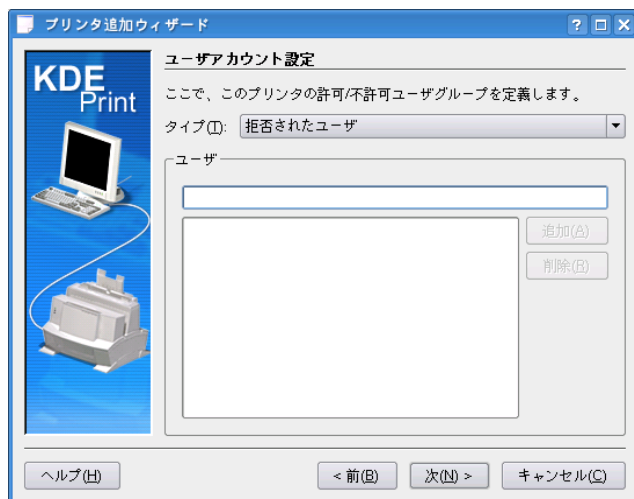 プリンタ追加ウィザード
KDE
Print
ユーザアカウント設定
ここで、このプリンタの許可/不許可ユーザグループを定義します。
タイプ(T): 拒否されたユーザ
ユーザ
追加(A)
削除(R)
ヘルプ(H)
< 前(B)
次(N) >
キャンセル(C)